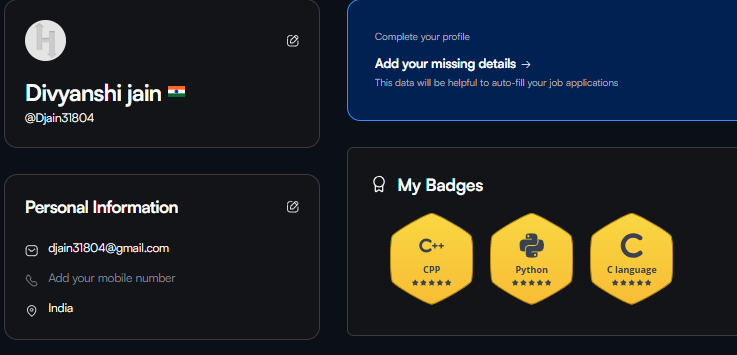 Divyanshi jain
@Djain31804
Personal Information
djain31804@gmail.com
Add your mobile number
India
Complete your profile
Add your missing details →
This data will be helpful to auto-fill your job applications
My Badges
C++
CPP
Python
C
C language